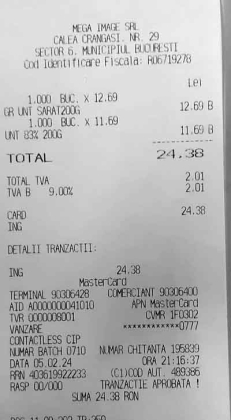 MEGA IMAGE SRL
CALEA CRANGASI. NR. 29
SECTOR 6. MUNICIPIUL BUCURESTI
Cod Identificare Fiscala: RO6719278
Lei
1.000 BUC. X 12.69
GR UNT SARAT200G 12.69 B
1.000 BUC. X 11.69
UNT 83% 200G 11.69 B
TOTAL 24.38
TOTAL TVA 2.01
TVA B 9.00% 2.01
CARD 24.38
ING
DETALII TRANZACTII:
ING 24.38
MasterCard
TERMINAL 90306428 COMERCIANT 90306400
AID A0000000041010 APN MasterCard
TVR 0000008001 CVMR 1F0302
VANZARE ************0777
CONTACTLESS CIP
NUMAR BATCH 0710 NUMAR CHITANTA 195839
DATA 05.02.24 ORA 21:16:37
RRN 403619922233 (C1)COD AUT. 489386
RASP 00/000 TRANZACTIE APROBATA !
SUMA 24.38 RON